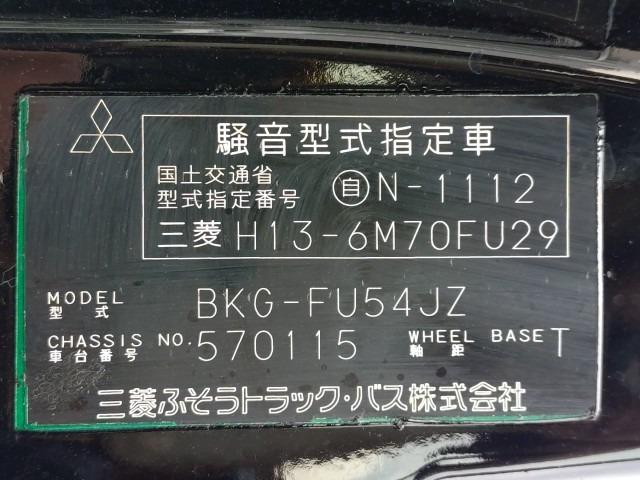 騒音型式指定車
国土交通省
型式指定番号 自N-1112
三菱 H13-6M70FU29
MODEL 型式 BKG-FU54JZ
CHASSIS NO. 車台番号 570115 WHEEL BASE 軸距 T
三菱ふそうトラック・バス株式会社